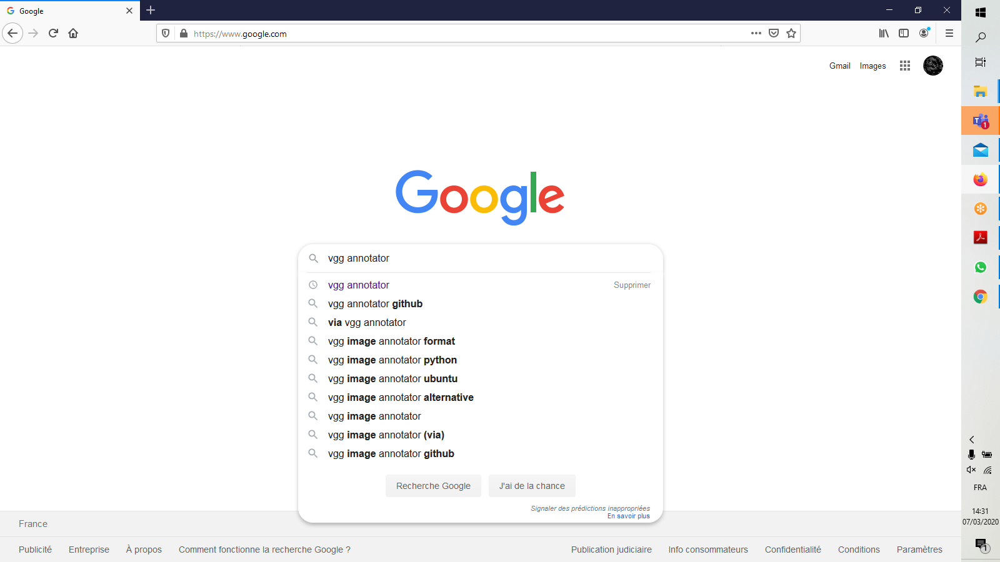 Google
https://www.google.com
Gmail Images
Google
vgg annotator
vgg annotator Supprimer
vgg annotator github
via vgg annotator
vgg image annotator format
vgg image annotator python
vgg image annotator ubuntu
vgg image annotator alternative
vgg image annotator
vgg image annotator (via)
vgg image annotator github
Recherche Google J'ai de la chance
Signaler des prédictions inappropriées
En savoir plus
France
Publicité Entreprise À propos Comment fonctionne la recherche Google ? Publication judiciaire Info consommateurs Confidentialité Conditions Paramètres
T 1
FRA
14:31
07/03/2020
1